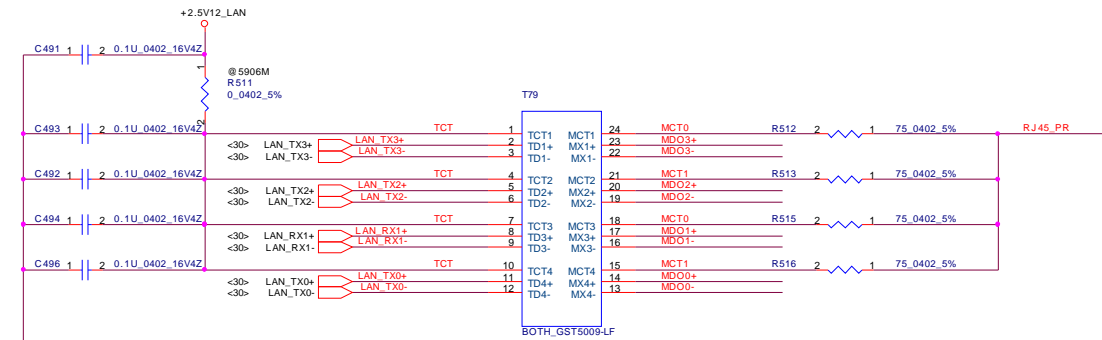 +2.5V12_LAN
C491 1 2 0.1U_0402_16V4Z
1
@5906M
R511
0_0402_5%
2
T79
C493 1 2 0.1U_0402_16V4Z TCT 1 TCT1 MCT1 24 MCT0 R512 2 1 75_0402_5% RJ45_PR
<30> LAN_TX3+ LAN_TX3+ 2 TD1+ MX1+ 23 MDO3+
<30> LAN_TX3- LAN_TX3- 3 TD1- MX1- 22 MDO3-
C492 1 2 0.1U_0402_16V4Z TCT 4 TCT2 MCT2 21 MCT1 R513 2 1 75_0402_5%
<30> LAN_TX2+ LAN_TX2+ 5 TD2+ MX2+ 20 MDO2+
<30> LAN_TX2- LAN_TX2- 6 TD2- MX2- 19 MDO2-
C494 1 2 0.1U_0402_16V4Z TCT 7 TCT3 MCT3 18 MCT0 R515 2 1 75_0402_5%
<30> LAN_RX1+ LAN_RX1+ 8 TD3+ MX3+ 17 MDO1+
<30> LAN_RX1- LAN_RX1- 9 TD3- MX3- 16 MDO1-
C496 1 2 0.1U_0402_16V4Z TCT 10 TCT4 MCT4 15 MCT1 R516 2 1 75_0402_5%
<30> LAN_TX0+ LAN_TX0+ 11 TD4+ MX4+ 14 MDO0+
<30> LAN_TX0- LAN_TX0- 12 TD4- MX4- 13 MDO0-
BOTH_GST5009-LF